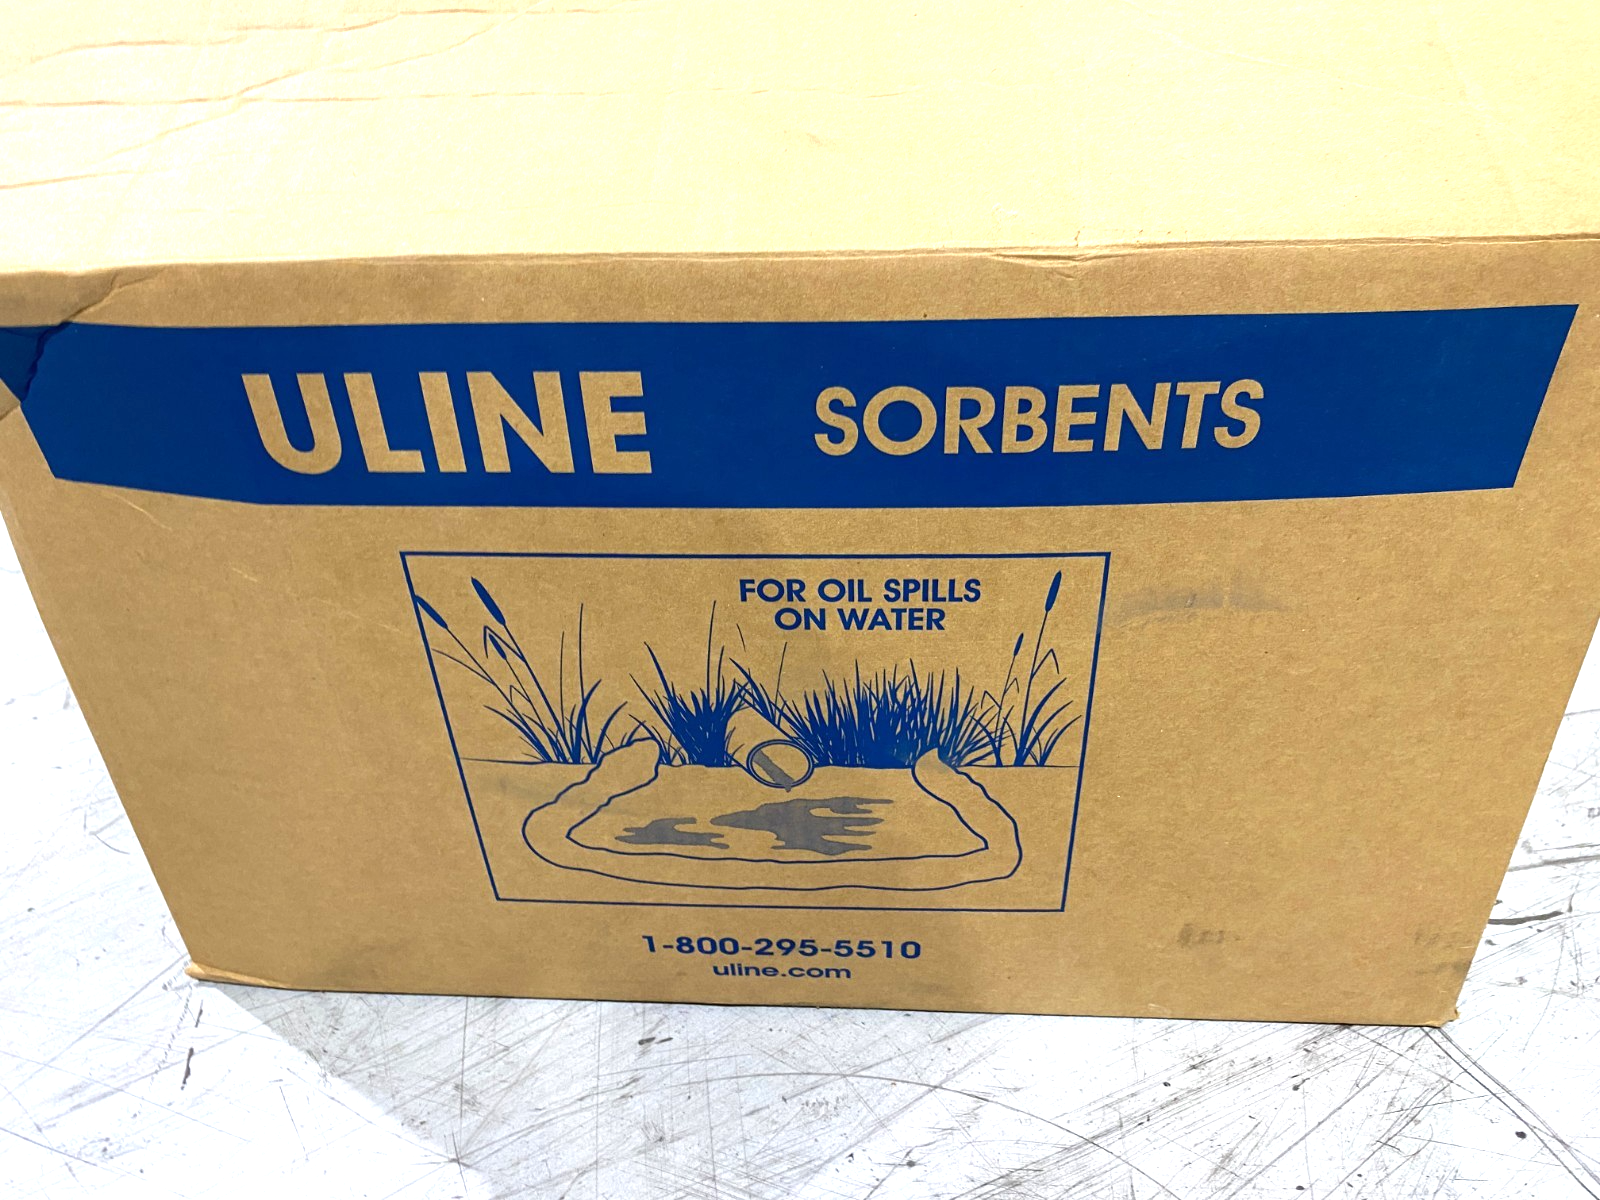 ULINE SORBENTS
FOR OIL SPILLS
ON WATER
1-800-295-5510
uline.com